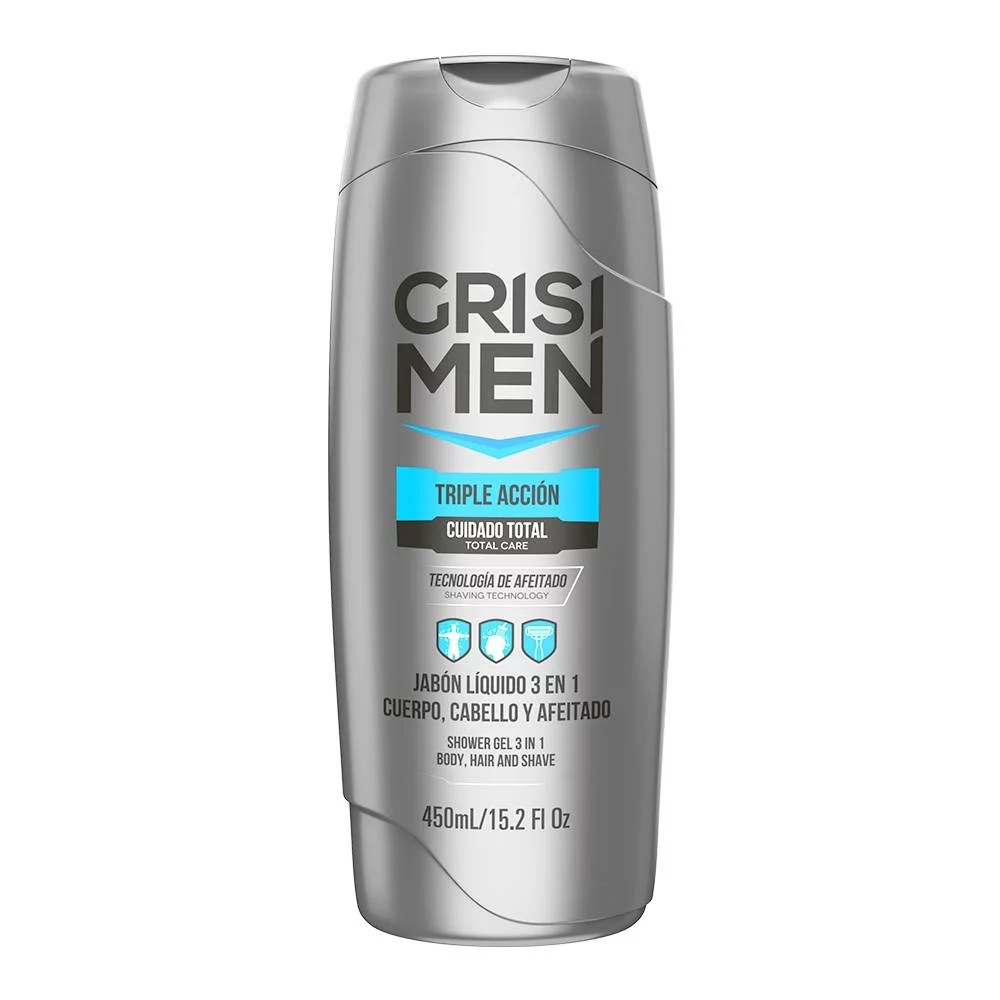 GRISI
MEN
TRIPLE ACCIÓN
CUIDADO TOTAL
TOTAL CARE
TECNOLOGÍA DE AFEITADO
SHAVING TECHNOLOGY
JABÓN LÍQUIDO 3 EN 1
CUERPO, CABELLO Y AFEITADO
SHOWER GEL 3 IN 1
BODY, HAIR AND SHAVE
450mL/15.2 Fl Oz